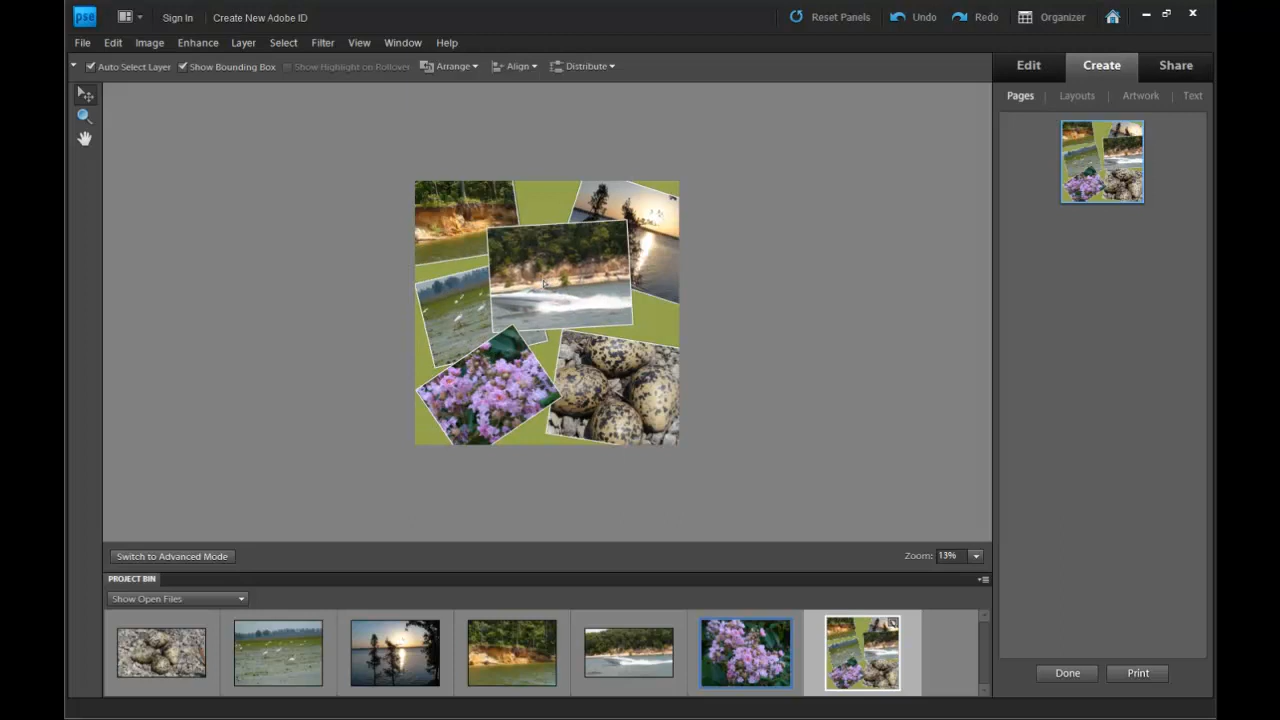 pse
Sign In
Create New Adobe ID
Reset Panels
Undo
Redo
Organizer
File
Edit
Image
Enhance
Layer
Select
Filter
View
Window
Help
Auto Select Layer
Show Bounding Box
Show Highlight on Rollover
Arrange
Align
Distribute
Edit
Create
Share
Pages
Layouts
Artwork
Text
Switch to Advanced Mode
Zoom: 13%
PROJECT BIN
Show Open Files
Done
Print